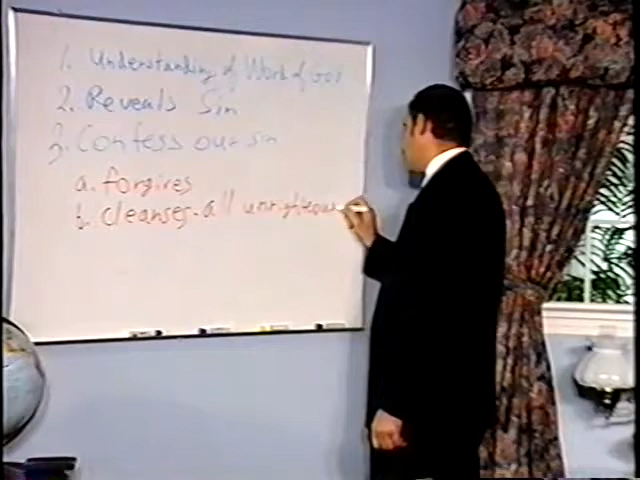 1. Understanding of Word of God
2. Reveals Sin
3. Confess our sin
a. forgives
b. cleanses - all unrighteous